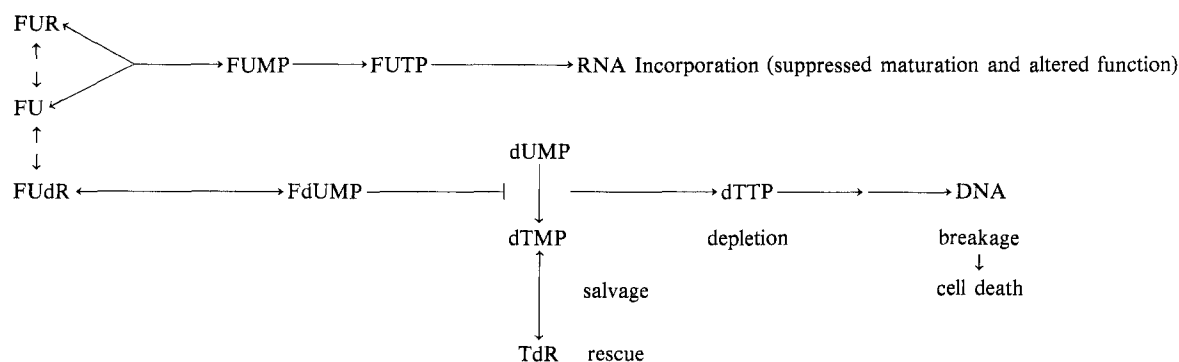 FUR
FUMP FUTP RNA Incorporation (suppressed maturation and altered function)
FU
dUMP
FUdR FdUMP dTTP DNA
dTMP depletion breakage
salvage cell death
TdR rescue